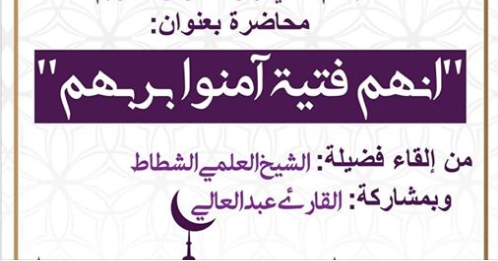 محاضرة بعنوان:
"انهم فتية آمنوا بربهم"
من إلقاء فضيلة: الشيخ العلمي الشطاط
وبمشاركة: القارئ عبدالعالي